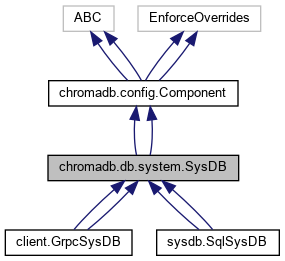 ABC
EnforceOverrides
chromadb.config.Component
chromadb.db.system.SysDB
client.GrpcSysDB
sysdb.SqlSysDB